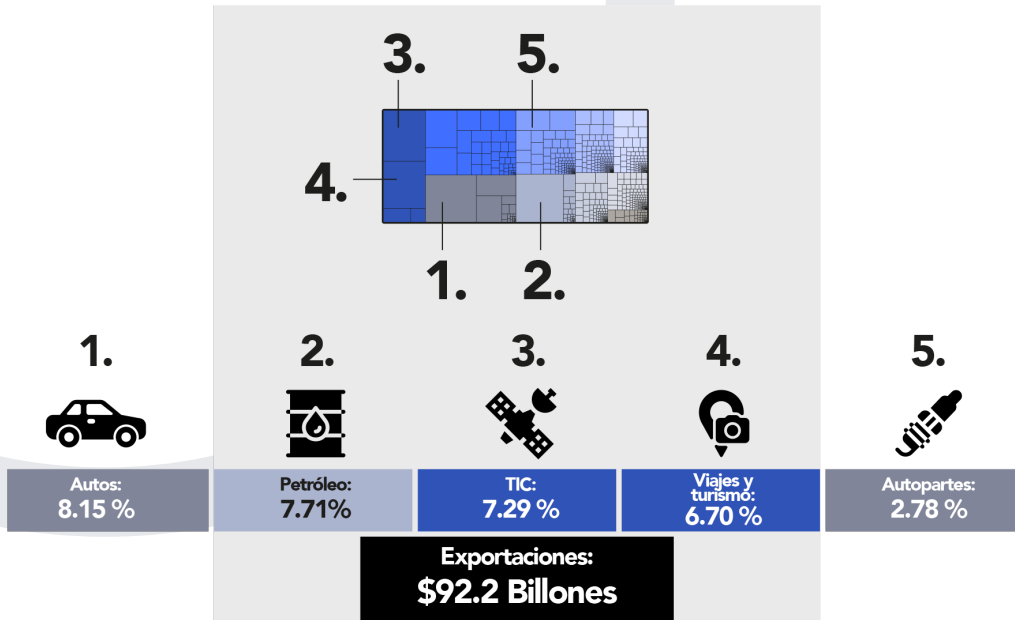 3.
5.
4.
1.
2.
1.
2.
3.
4.
5.
Autos:
8.15 %
Petróleo:
7.71%
TIC:
7.29 %
Viajes y
turismo:
6.70 %
Autopartes:
2.78 %
Exportaciones:
$92.2 Billones